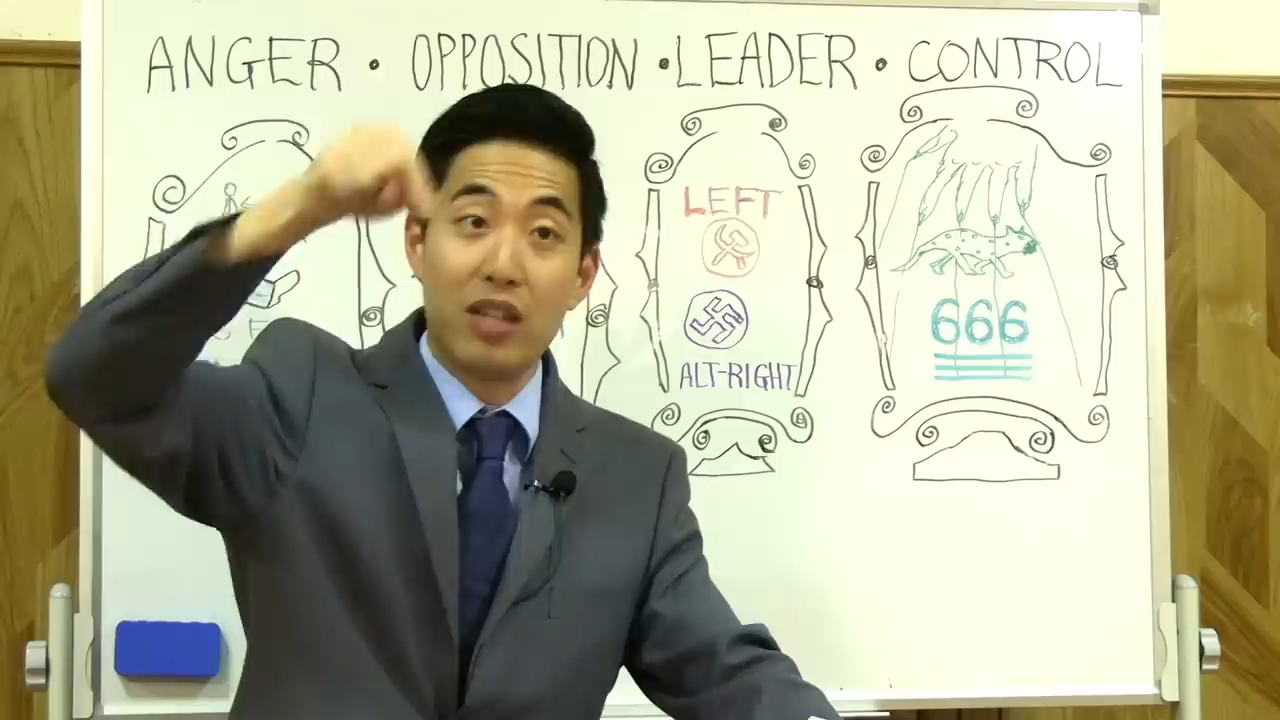 ANGER • OPPOSITION • LEADER • CONTROL
LEFT
ALT-RIGHT
666